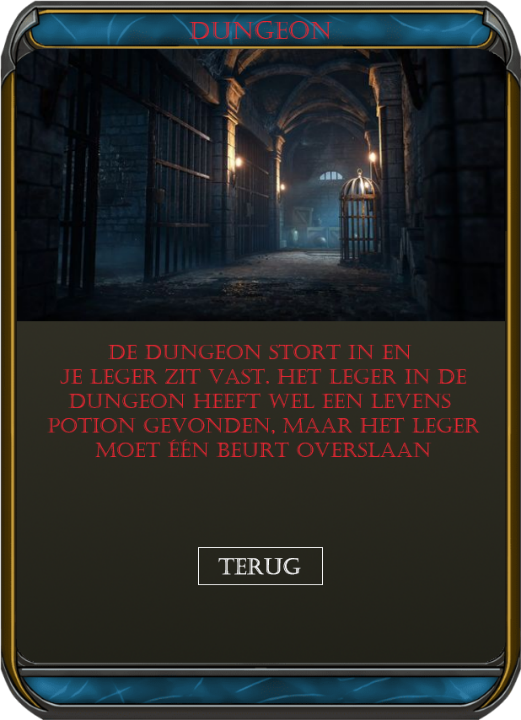 DUNGEON
DE DUNGEON STORT IN EN
JE LEGER ZIT VAST. HET LEGER IN DE
DUNGEON HEEFT WEL EEN LEVENS
POTION GEVONDEN, MAAR HET LEGER
MOET ÉÉN BEURT OVERSLAAN
TERUG